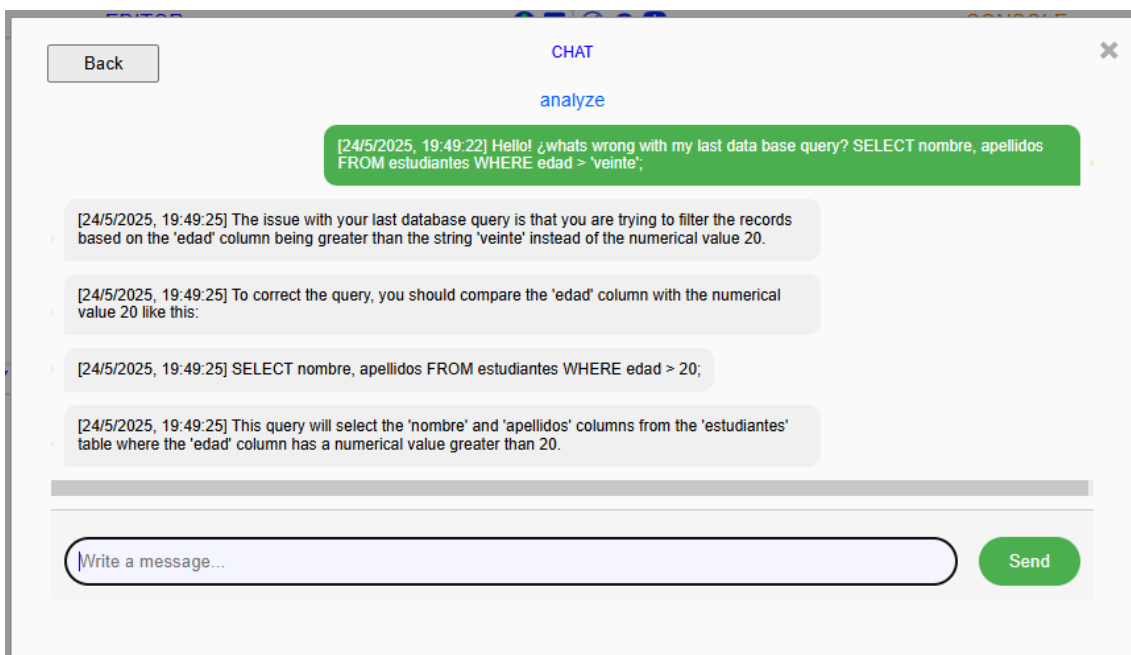 EDITOR
CONSOLE
Back
CHAT
×
analyze
[24/5/2025, 19:49:22] Hello! ¿whats wrong with my last data base query? SELECT nombre, apellidos
FROM estudiantes WHERE edad > 'veinte';
[24/5/2025, 19:49:25] The issue with your last database query is that you are trying to filter the records
based on the 'edad' column being greater than the string 'veinte' instead of the numerical value 20.
[24/5/2025, 19:49:25] To correct the query, you should compare the 'edad' column with the numerical
value 20 like this:
[24/5/2025, 19:49:25] SELECT nombre, apellidos FROM estudiantes WHERE edad > 20;
[24/5/2025, 19:49:25] This query will select the 'nombre' and 'apellidos' columns from the 'estudiantes'
table where the 'edad' column has a numerical value greater than 20.
Write a message...
Send